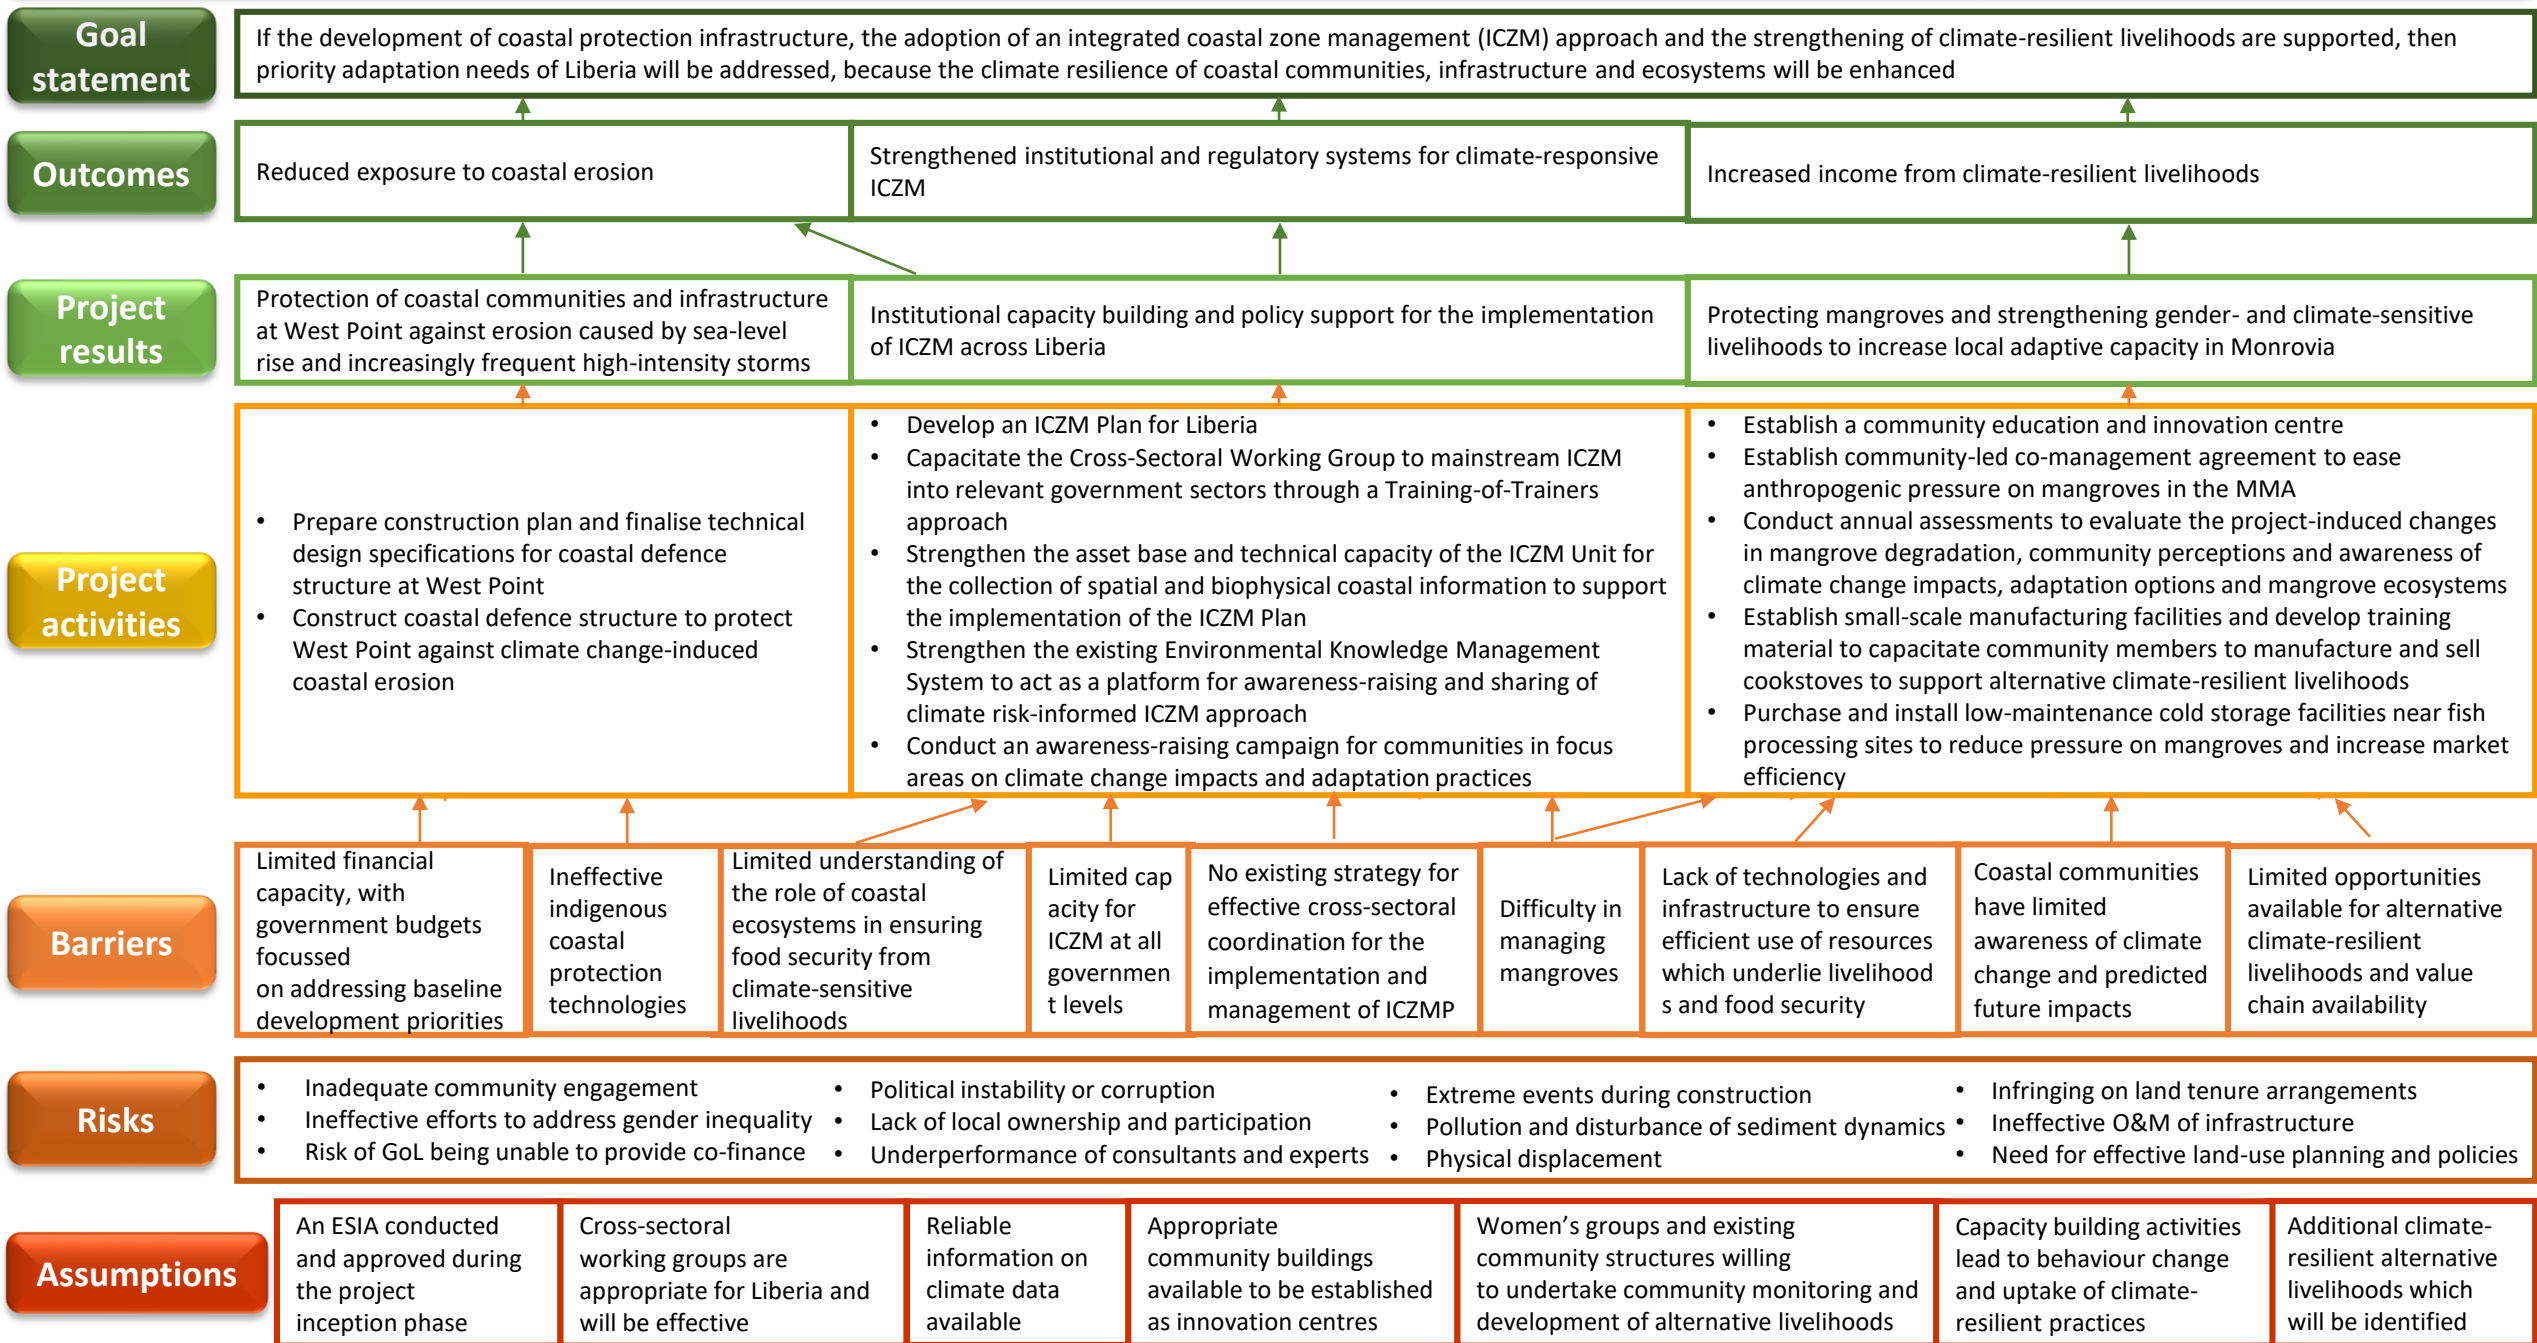 Goal
statement
If the development of coastal protection infrastructure, the adoption of an integrated coastal zone management (ICZM) approach and the strengthening of climate-resilient livelihoods are supported, then
priority adaptation needs of Liberia will be addressed, because the climate resilience of coastal communities, infrastructure and ecosystems will be enhanced
Outcomes
Reduced exposure to coastal erosion
Strengthened institutional and regulatory systems for climate-responsive
ICZM
Increased income from climate-resilient livelihoods
Project
results
Protection of coastal communities and infrastructure
at West Point against erosion caused by sea-level
rise and increasingly frequent high-intensity storms
Institutional capacity building and policy support for the implementation
of ICZM across Liberia
Protecting mangroves and strengthening gender- and climate-sensitive
livelihoods to increase local adaptive capacity in Monrovia
Project
activities
• Prepare construction plan and finalise technical
design specifications for coastal defence
structure at West Point
• Construct coastal defence structure to protect
West Point against climate change-induced
coastal erosion
• Develop an ICZM Plan for Liberia
• Capacitate the Cross-Sectoral Working Group to mainstream ICZM
into relevant government sectors through a Training-of-Trainers
approach
• Strengthen the asset base and technical capacity of the ICZM Unit for
the collection of spatial and biophysical coastal information to support
the implementation of the ICZM Plan
• Strengthen the existing Environmental Knowledge Management
System to act as a platform for awareness-raising and sharing of
climate risk-informed ICZM approach
• Conduct an awareness-raising campaign for communities in focus
areas on climate change impacts and adaptation practices
• Establish a community education and innovation centre
• Establish community-led co-management agreement to ease
anthropogenic pressure on mangroves in the MMA
• Conduct annual assessments to evaluate the project-induced changes
in mangrove degradation, community perceptions and awareness of
climate change impacts, adaptation options and mangrove ecosystems
• Establish small-scale manufacturing facilities and develop training
material to capacitate community members to manufacture and sell
cookstoves to support alternative climate-resilient livelihoods
• Purchase and install low-maintenance cold storage facilities near fish
processing sites to reduce pressure on mangroves and increase market
efficiency
Barriers
Limited financial
capacity, with
government budgets
focussed
on addressing baseline
development priorities
Ineffective
indigenous
coastal
protection
technologies
Limited understanding of
the role of coastal
ecosystems in ensuring
food security from
climate-sensitive
livelihoods
Limited cap
acity for
ICZM at all
governmen
t levels
No existing strategy for
effective cross-sectoral
coordination for the
implementation and
management of ICZMP
Difficulty in
managing
mangroves
Lack of technologies and
infrastructure to ensure
efficient use of resources
which underlie livelihood
s and food security
Coastal communities
have limited
awareness of climate
change and predicted
future impacts
Limited opportunities
available for alternative
climate-resilient
livelihoods and value
chain availability
Risks
• Inadequate community engagement
• Ineffective efforts to address gender inequality
• Risk of GoL being unable to provide co-finance
• Political instability or corruption
• Lack of local ownership and participation
• Underperformance of consultants and experts
• Extreme events during construction
• Pollution and disturbance of sediment dynamics
• Physical displacement
• Infringing on land tenure arrangements
• Ineffective O&M of infrastructure
• Need for effective land-use planning and policies
Assumptions
An ESIA conducted
and approved during
the project
inception phase
Cross-sectoral
working groups are
appropriate for Liberia and
will be effective
Reliable
information on
climate data
available
Appropriate
community buildings
available to be established
as innovation centres
Women's groups and existing
community structures willing
to undertake community monitoring and
development of alternative livelihoods
Capacity building activities
lead to behaviour change
and uptake of climate-
resilient practices
Additional climate-
resilient alternative
livelihoods which
will be identified